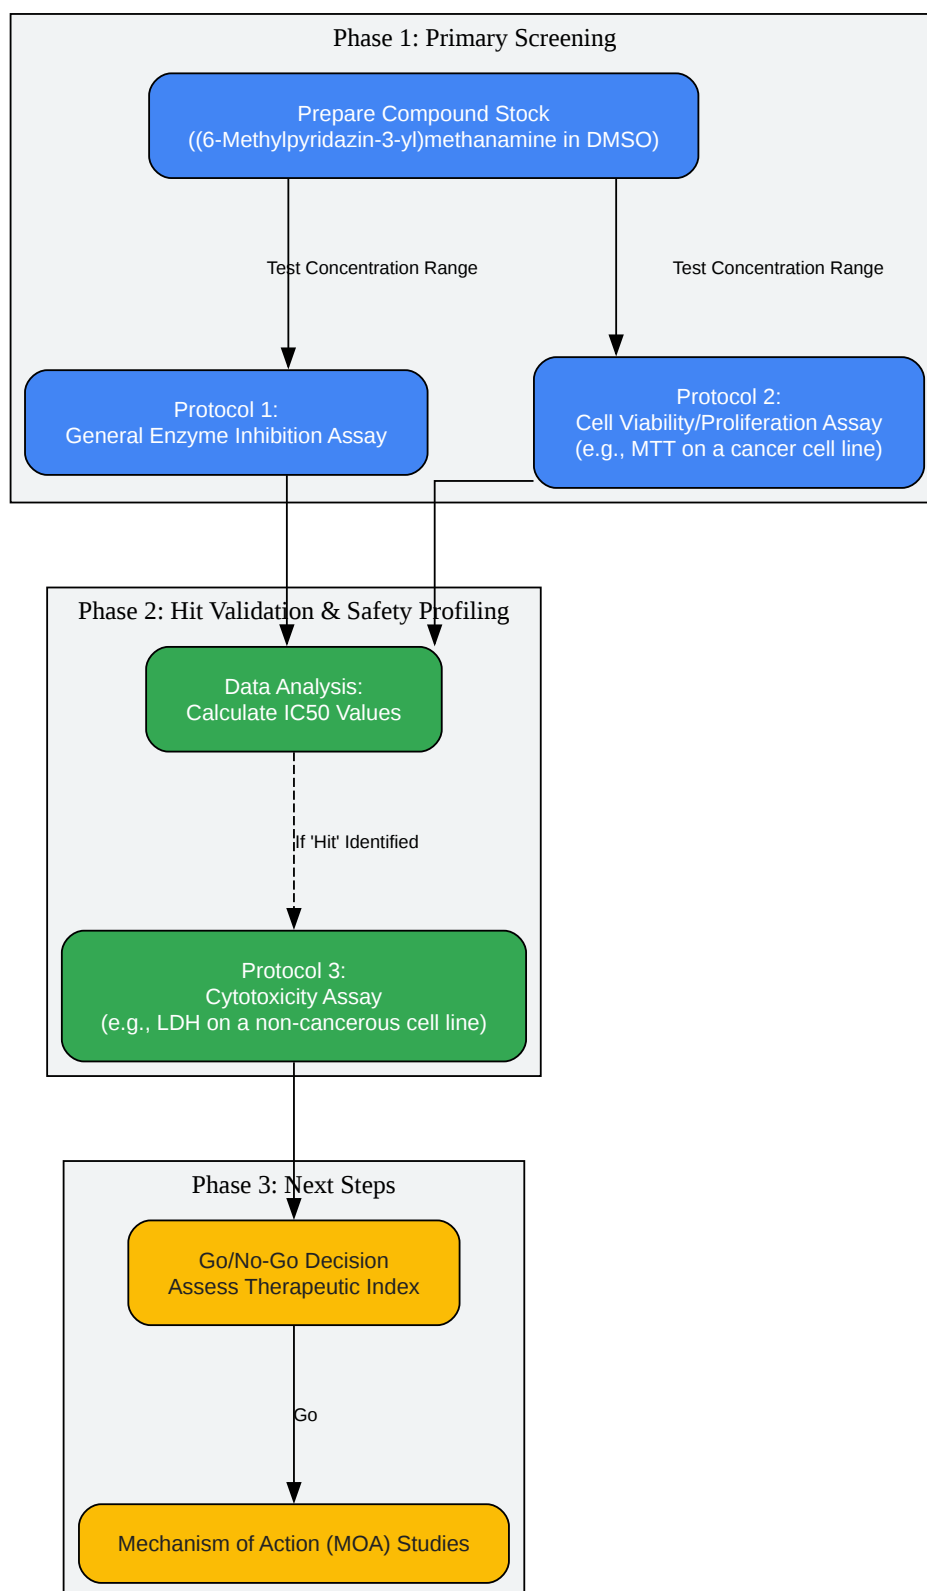 Phase 1: Primary Screening
Prepare Compound Stock
((6-Methylpyridazin-3-yl)methanamine in DMSO)
Test Concentration Range
Test Concentration Range
Protocol 1:
General Enzyme Inhibition Assay
Protocol 2:
Cell Viability/Proliferation Assay
(e.g., MTT on a cancer cell line)
Phase 2: Hit Validation & Safety Profiling
Data Analysis:
Calculate IC50 Values
If 'Hit' Identified
Protocol 3:
Cytotoxicity Assay
(e.g., LDH on a non-cancerous cell line)
Phase 3: Next Steps
Go/No-Go Decision
Assess Therapeutic Index
Go
Mechanism of Action (MOA) Studies